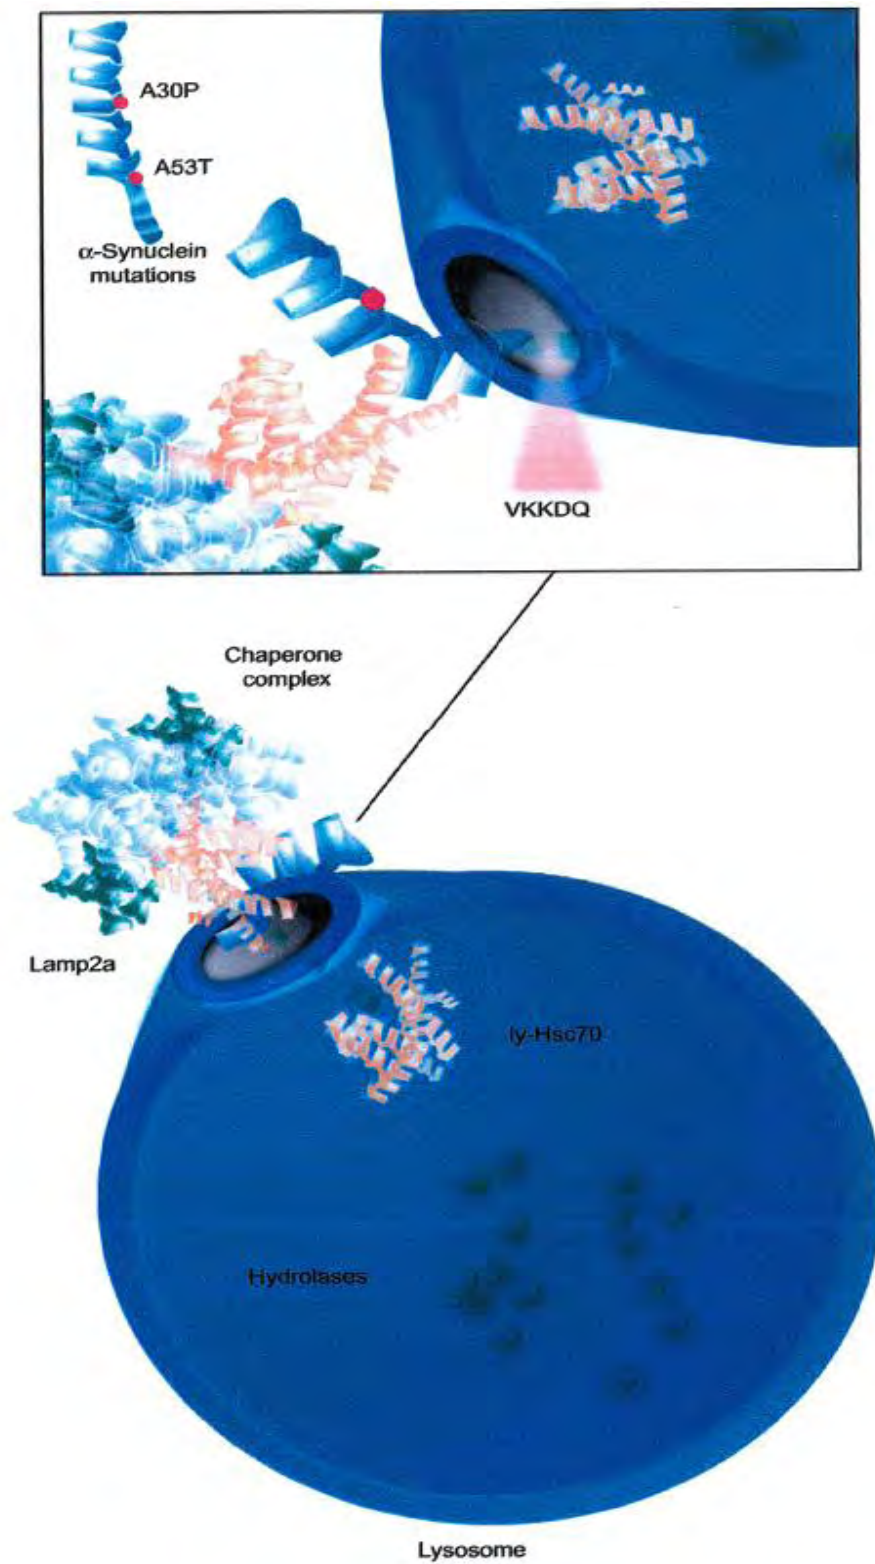 A30P
A53T
α-Synuclein
mutations
VKKDQ
Chaperone
complex
Lamp2a
ly-Hsc70
Hydrolases
Lysosome